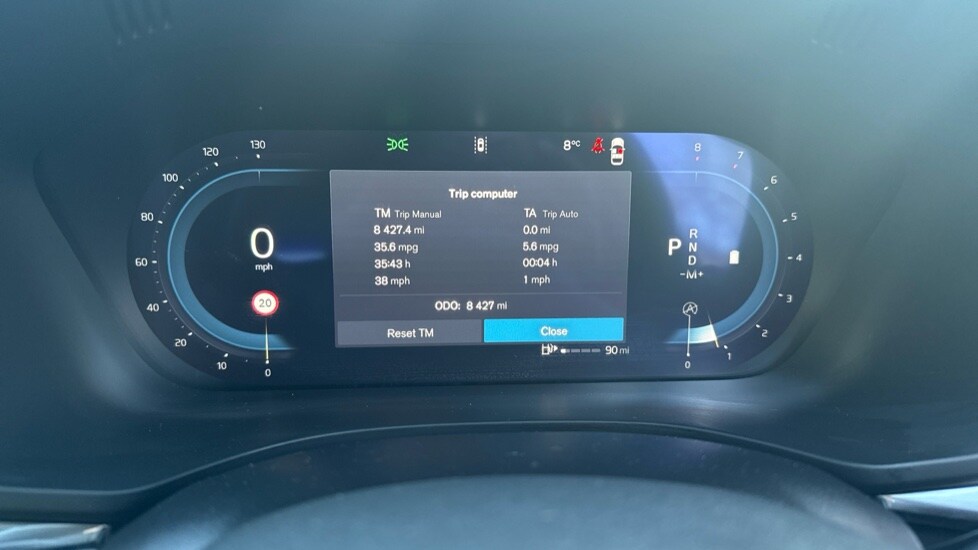 120 130
8°C
8 7
100
6
80
5
60
4
40
3
20
2
10
1
0
0
0
mph
20
Trip computer
TM Trip Manual TA Trip Auto
8 427.4 mi 0.0 mi
35.6 mpg 5.6 mpg
35:43 h 00:04 h
38 mph 1 mph
ODO: 8 427 mi
Reset TM Close
P
R
N
D
-M+
90 mi